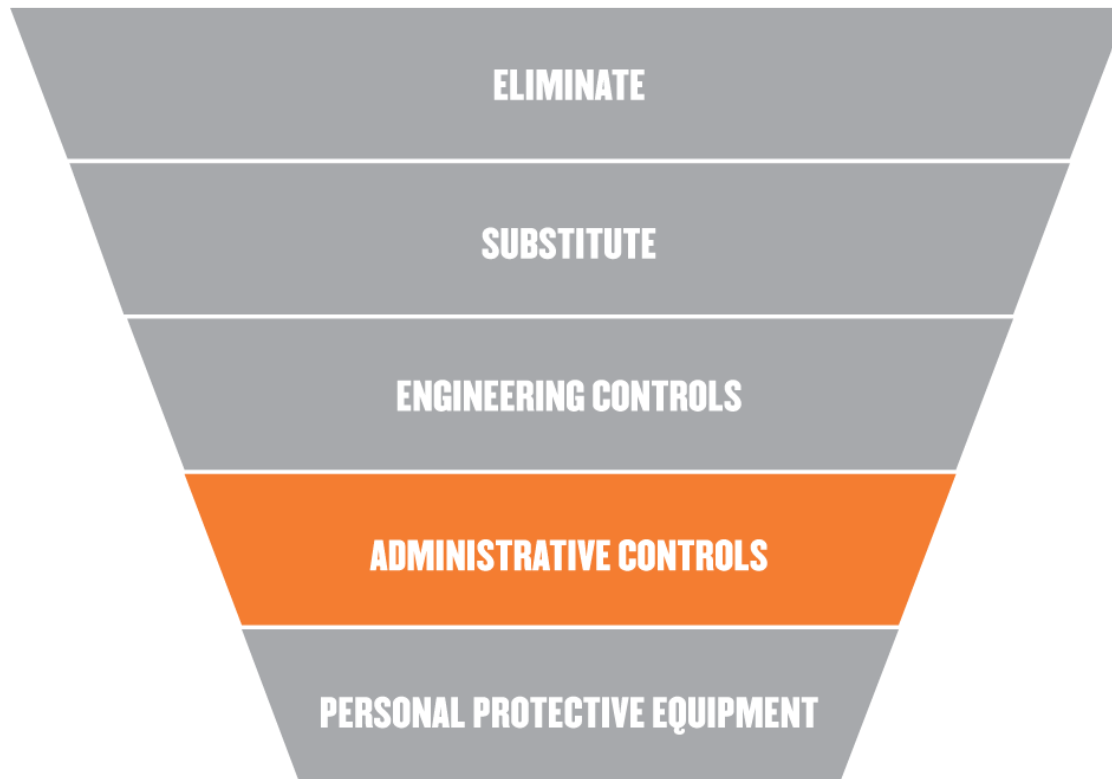 ELIMINATE
SUBSTITUTE
ENGINEERING CONTROLS
ADMINISTRATIVE CONTROLS
PERSONAL PROTECTIVE EQUIPMENT